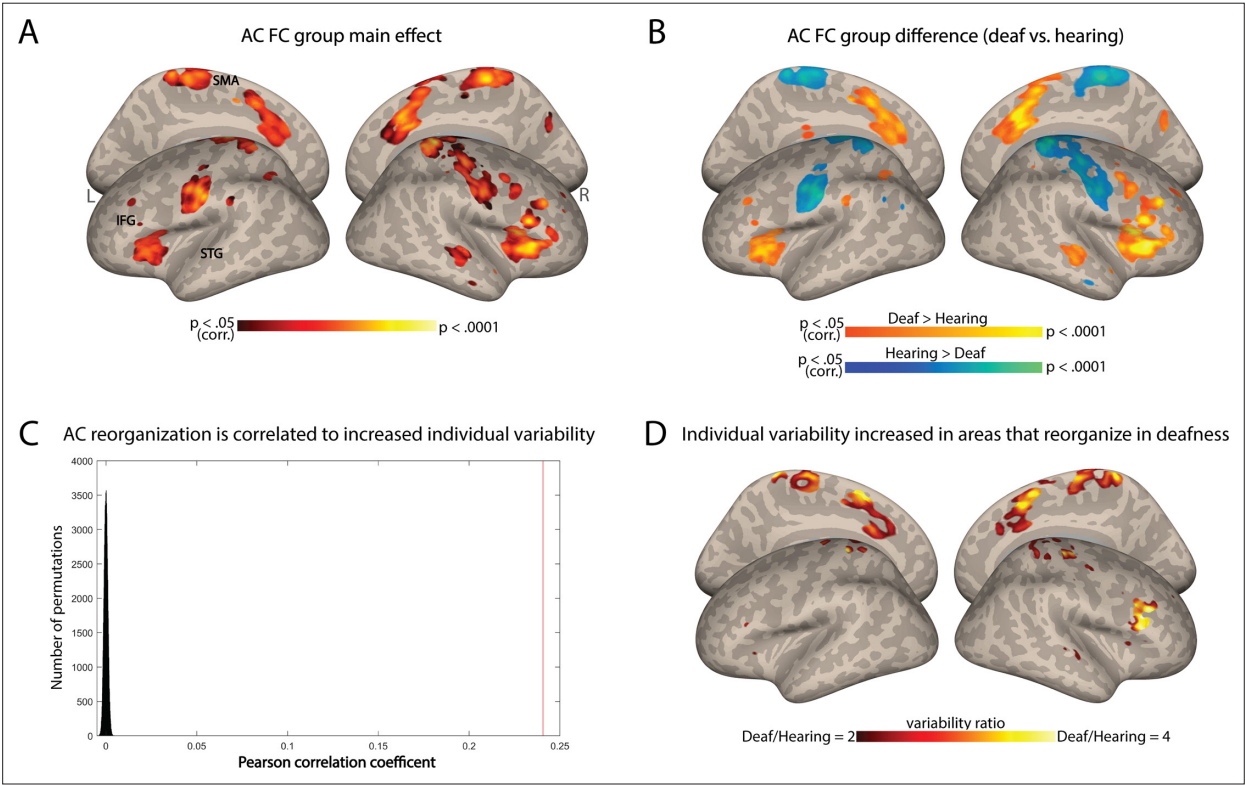 A
AC FC group main effect
SMA
L
R
IFG
STG
p < .05
(corr.)
p < .0001
B
AC FC group difference (deaf vs. hearing)
Deaf > Hearing
p < .05
(corr.)
p < .0001
Hearing > Deaf
p < .05
(corr.)
p < .0001
C
AC reorganization is correlated to increased individual variability
4000
3500
3000
2500
2000
1500
1000
500
0
Number of permutations
0
0.05
0.1
0.15
0.2
0.25
Pearson correlation coefficent
D
Individual variability increased in areas that reorganize in deafness
variability ratio
Deaf/Hearing = 2
Deaf/Hearing = 4